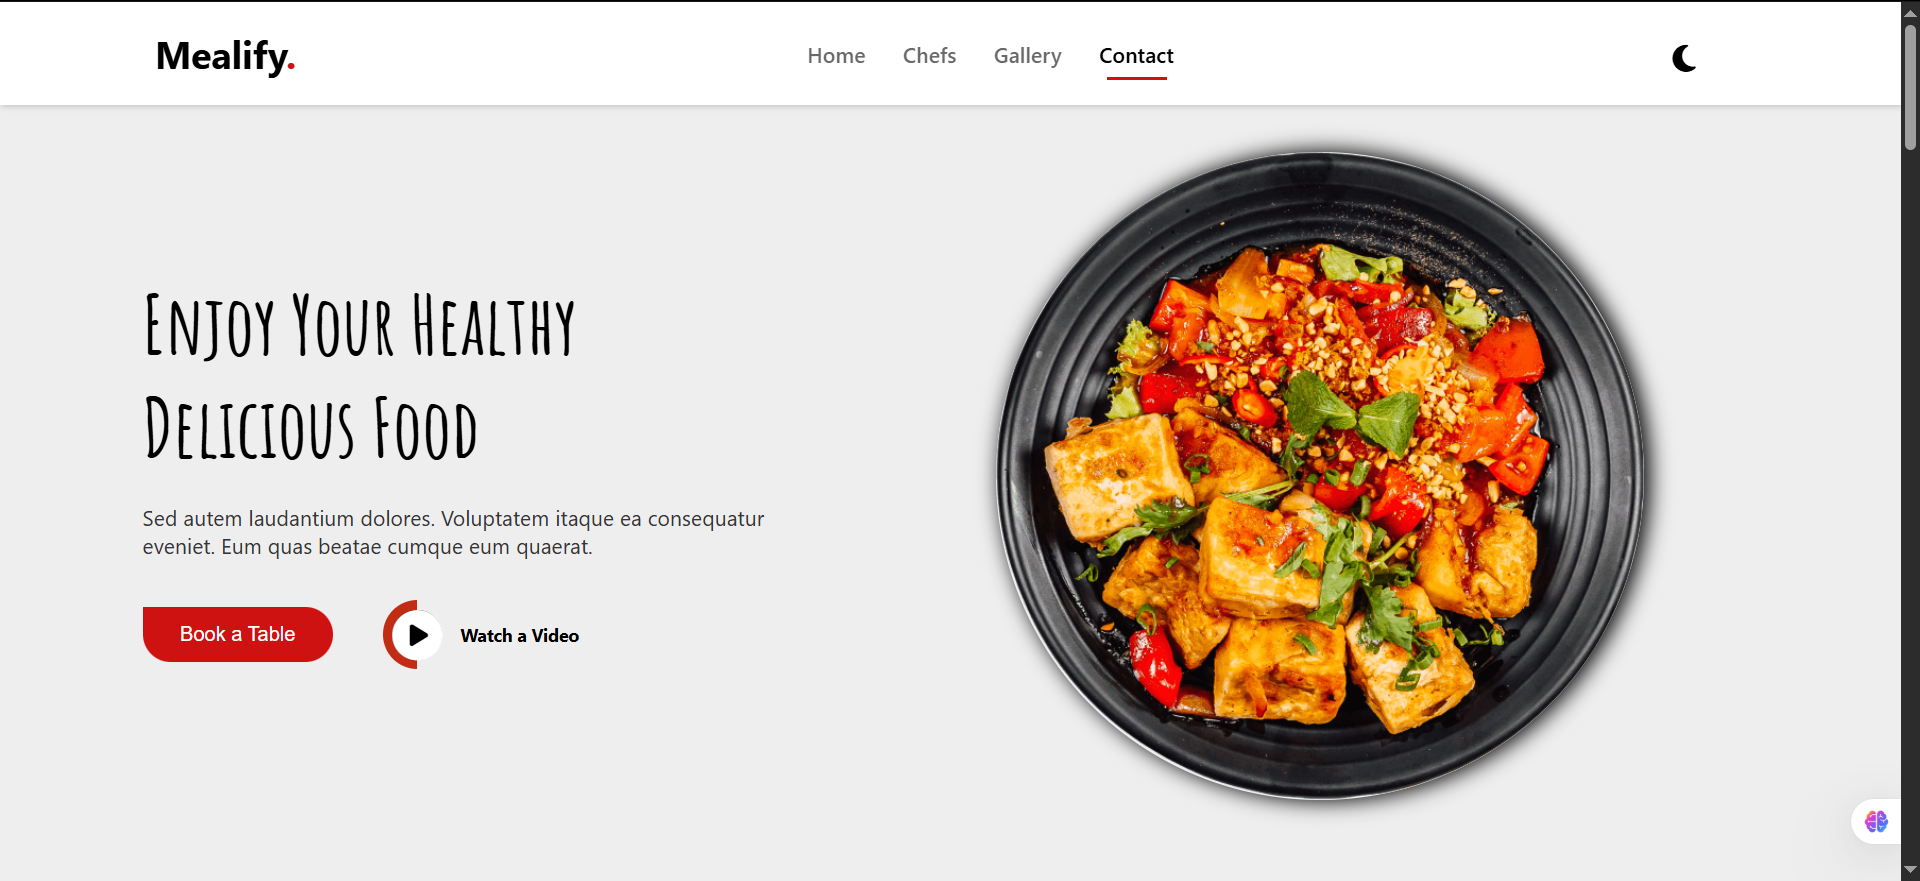 Mealify.
Home Chefs Gallery Contact
Enjoy Your Healthy
Delicious Food
Sed autem laudantium dolores. Voluptatem itaque ea consequatur
eveniet. Eum quas beatae cumque eum quaerat.
Book a Table
Watch a Video